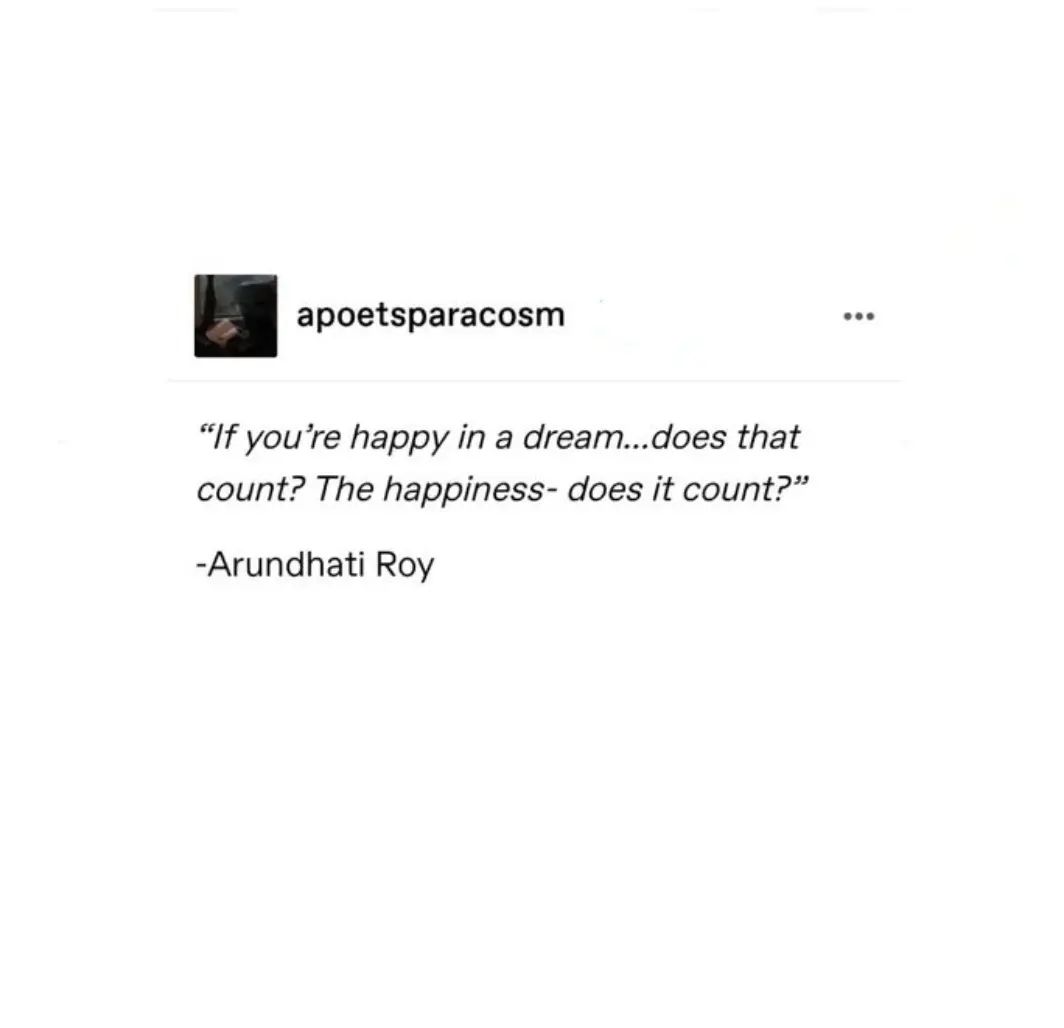 apoetsparacosm
“If you’re happy in a dream...does that
count? The happiness- does it count?”
-Arundhati Roy